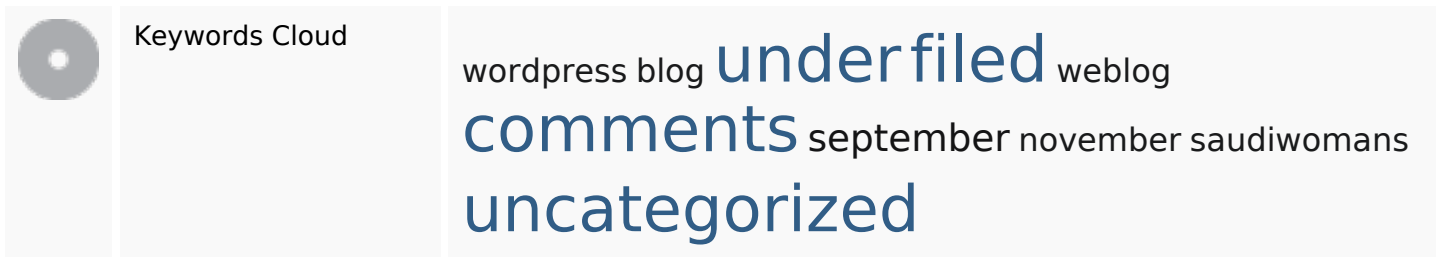 Keywords Cloud
wordpress blog under filed weblog
comments september november saudiwomans
uncategorized